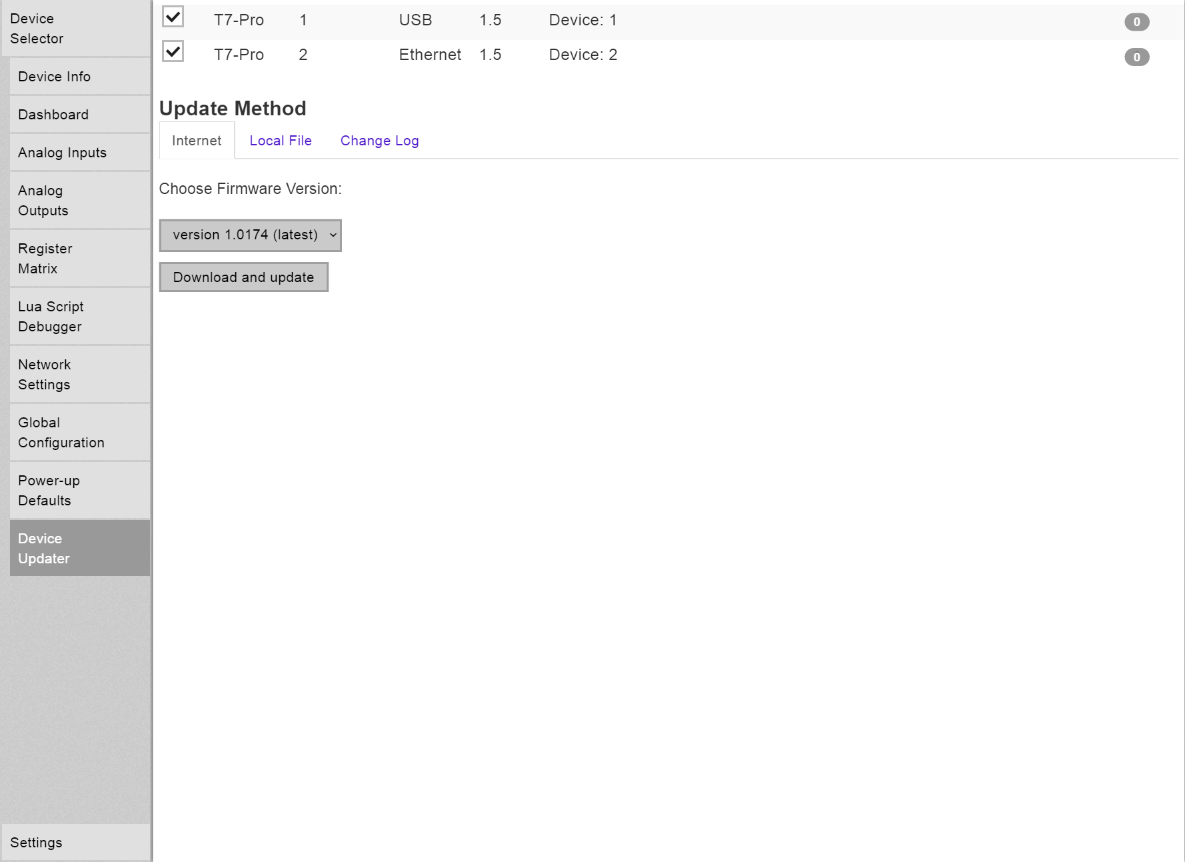 Device
Selector
Device Info
Dashboard
Analog Inputs
Analog
Outputs
Register
Matrix
Lua Script
Debugger
Network
Settings
Global
Configuration
Power-up
Defaults
Device
Updater
Settings
T7-Pro 1 USB 1.5 Device: 1 0
T7-Pro 2 Ethernet 1.5 Device: 2 0
Update Method
Internet Local File Change Log
Choose Firmware Version:
version 1.0174 (latest)
Download and update